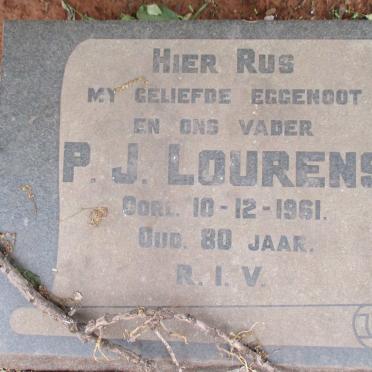 HIER RUS
MY GELIEFDE EGGENOOT
EN ONS VADER
P. J. LOURENS
OORL. 10-12-1961.
OUD. 80 JAAR.
R. I. V.